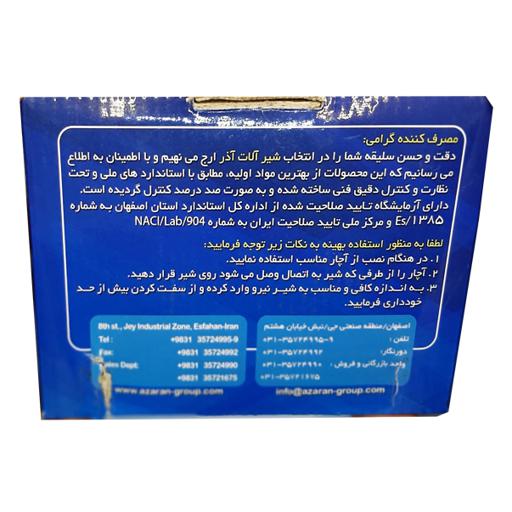 مصرف کننده گرامی:
دقت و حسن سلیقه شما را در انتخاب شیر آلات آذر ارج می نهیم و با اطمینان به اطلاع
می رسانیم که این محصولات از بهترین مواد اولیه، مطابق با استاندارد های ملی و تحت
نظارت و کنترل دقیق فنی ساخته شده و به صورت صد درصد کنترل گردیده است.
دارای آزمایشگاه تایید صلاحیت شده از اداره کل استاندارد استان اصفهان به شماره
Es/۱۳۸۵ و مرکز ملی تایید صلاحیت ایران به شماره NACI/Lab/904
لطفا به منظور استفاده بهینه به نکات زیر توجه فرمایید:
۱. در هنگام نصب از آچار مناسب استفاده نمایید.
۲. آچار را از طرفی که شیر به اتصال وصل می شود روی شیر قرار دهید.
۳. به اندازه کافی و مناسب به شیر نیرو وارد کرده و از سفت کردن بیش از حد
خودداری فرمایید.
اصفهان/منطقه صنعتی جی/نبش خیابان هشتم
تلفن : ۰۳۱-۳۵۷۲۴۹۹۵-۹
دورنگار: ۰۳۱-۳۵۷۲۴۹۹۲
واحد بازرگانی و فروش : ۰۳۱-۳۵۷۲۴۹۹۰
۰۳۱-۳۵۷۲۱۶۷۵
info@azaran-group.com
8th st., Jey Industrial Zone, Esfahan-Iran
Tel : +9831 35724995-9
Fax: +9831 35724992
Dept: +9831 35724990
+9831 35721675
www.azaran-group.com